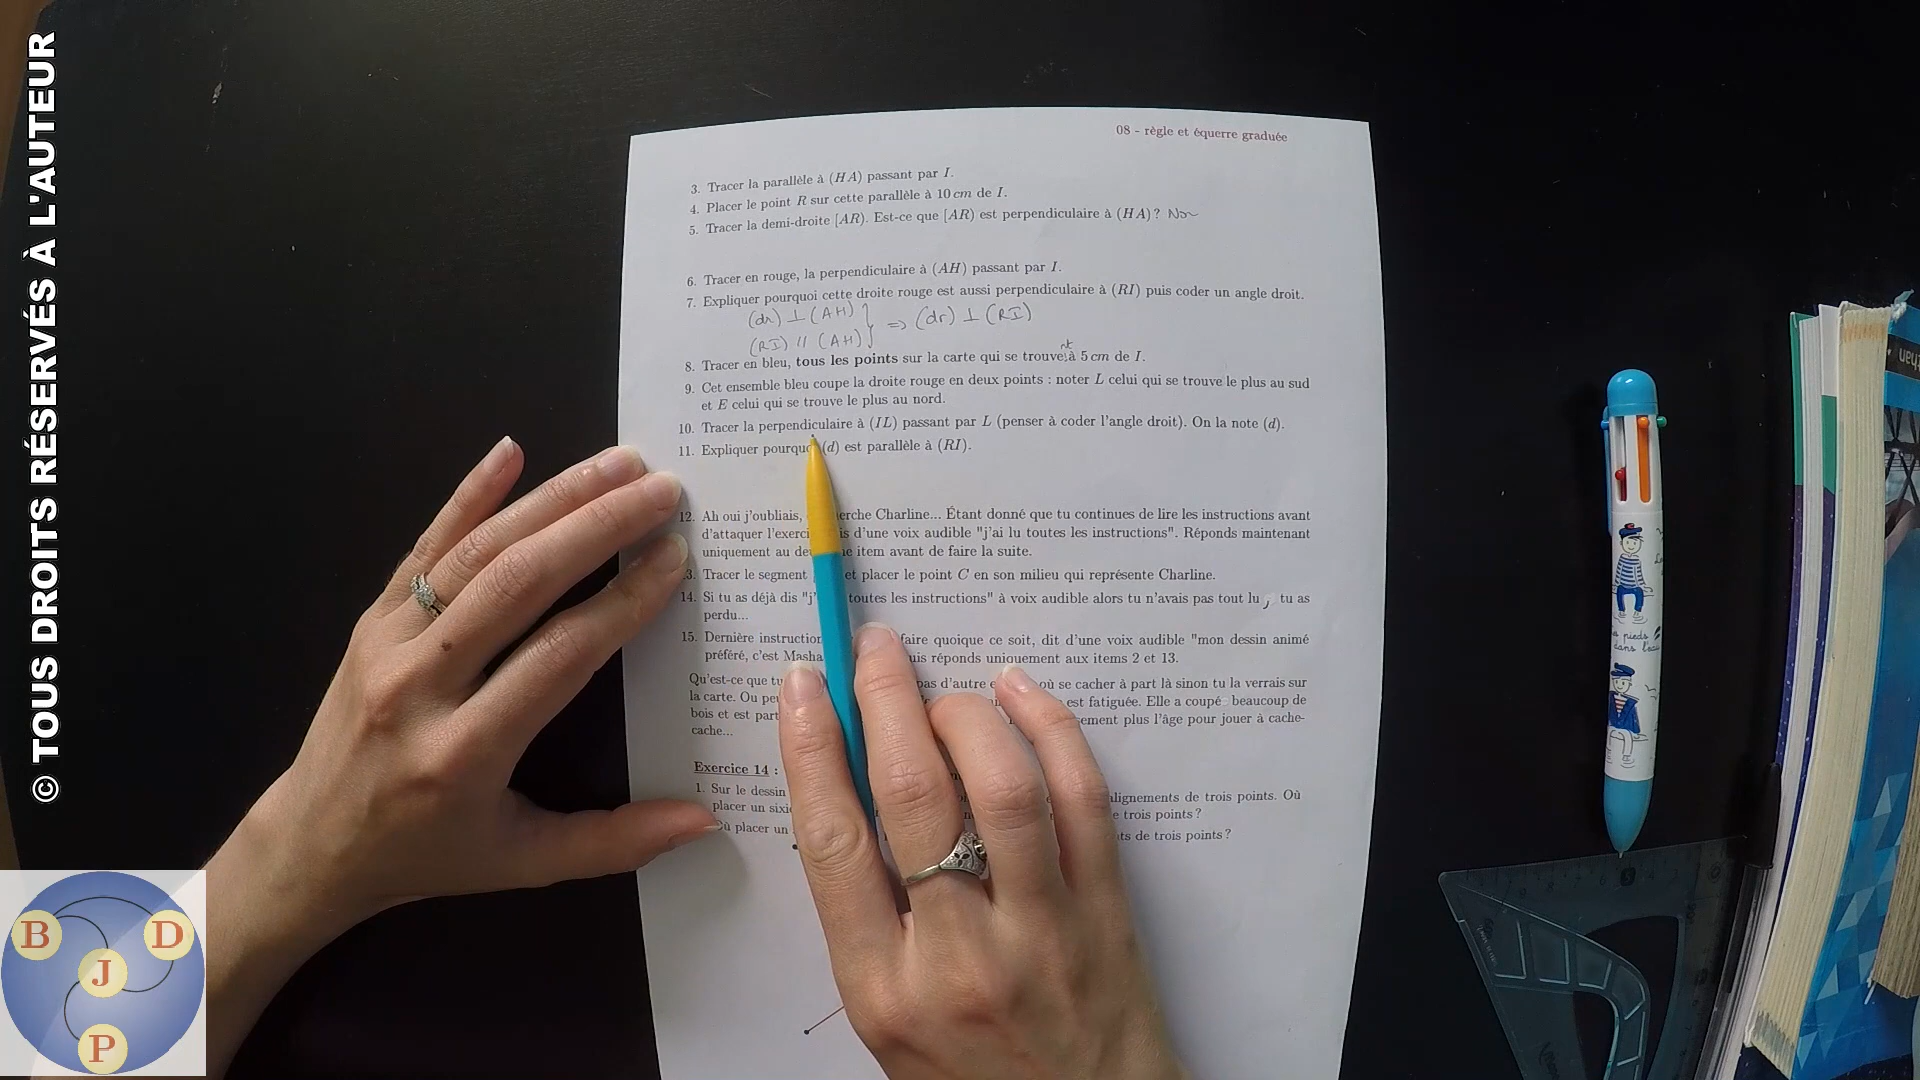 © TOUS DROITS RÉSERVÉS À L'AUTEUR
08 - règle et équerre graduée
3. Tracer la parallèle à (HA) passant par I.
4. Placer le point R sur cette parallèle à 10 cm de I.
5. Tracer la demi-droite [AR). Est-ce que [AR) est perpendiculaire à (HA) ? Non
6. Tracer en rouge, la perpendiculaire à (AH) passant par I.
7. Expliquer pourquoi cette droite rouge est aussi perpendiculaire à (RI) puis coder un angle droit.
(dr) ⊥ (AH) } => (dr) ⊥ (RI)
(RI) // (AH)
nt
8. Tracer en bleu, tous les points sur la carte qui se trouve à 5 cm de I.
9. Cet ensemble bleu coupe la droite rouge en deux points : noter L celui qui se trouve le plus au sud
et E celui qui se trouve le plus au nord.
10. Tracer la perpendiculaire à (IL) passant par L (penser à coder l'angle droit). On la note (d).
11. Expliquer (d) est parallèle à (RI).
12. Ah oui j'oubliais, Charline... Étant donné que tu continues de lire les instructions avant
d'attaquer d'une voix audible "j'ai lu toutes les instructions". Réponds maintenant
uniquement au item avant de faire la suite.
3. Tracer le segment et placer le point C en son milieu qui représente Charline.
14. Si tu as déjà dis toutes les instructions" à voix audible alors tu n'avais pas tout lu ; tu as
perdu...
15. Dernière faire quoique ce soit, dit d'une voix audible "mon dessin animé
préféré, c'est Masha réponds uniquement aux items 2 et 13.
Qu'est-ce que pas d'autre où se cacher à part là sinon tu la verrais sur
la carte. Ou est fatiguée. Elle a coupé beaucoup de
bois et est plus l'âge pour jouer à cache-
cache...
Exercice 14 :
1. Sur le dessin alignements de trois points. Où
placer un de trois points ?
placer un de trois points ?
B
D
J
P